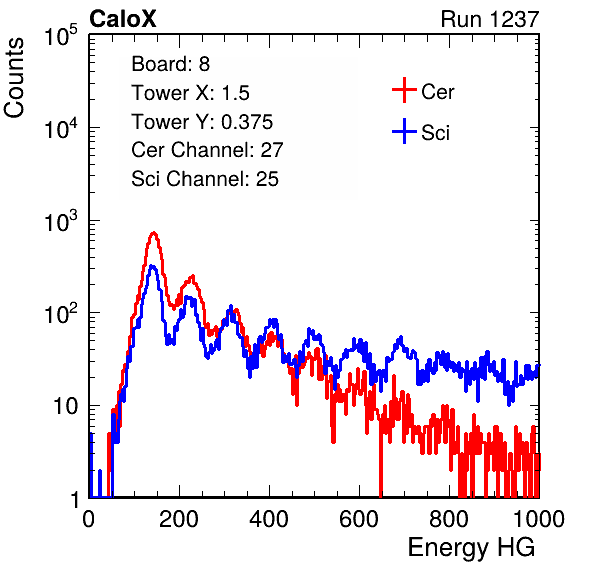 CaloX Run 1237
Counts
10^5
10^4
10^3
10^2
10
1
Board: 8
Tower X: 1.5
Tower Y: 0.375
Cer Channel: 27
Sci Channel: 25
Cer
Sci
0 200 400 600 800 1000
Energy HG